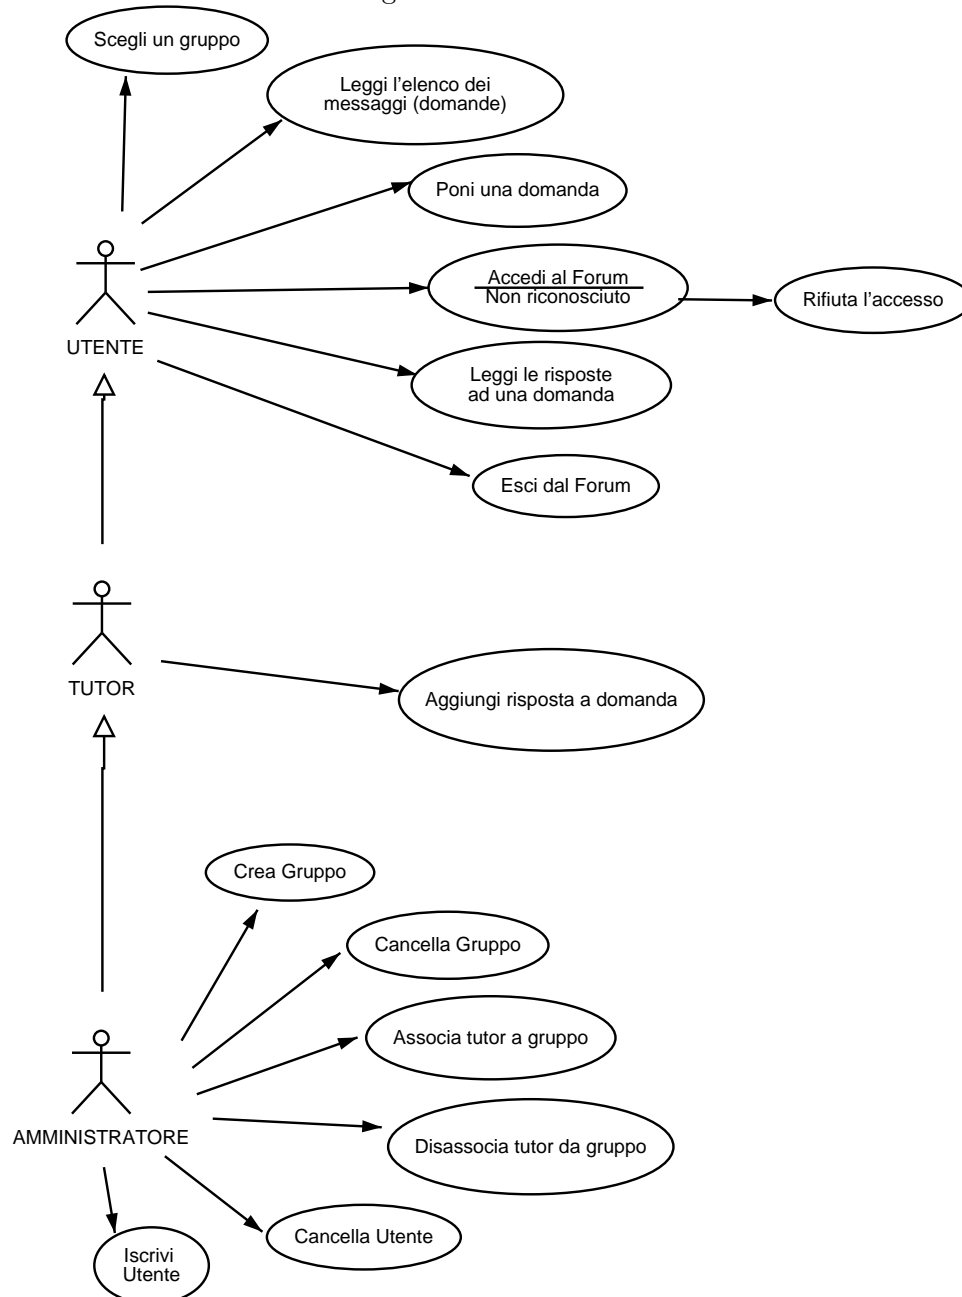 Scegli un gruppo
Leggi l'elenco dei
messaggi (domande)
Poni una domanda
Accedi al Forum
Non riconosciuto
Rifiuta l'accesso
UTENTE
Leggi le risposte
ad una domanda
Esci dal Forum
TUTOR
Aggiungi risposta a domanda
Crea Gruppo
Cancella Gruppo
Associa tutor a gruppo
AMMINISTRATORE
Disassocia tutor da gruppo
Cancella Utente
Iscrivi
Utente